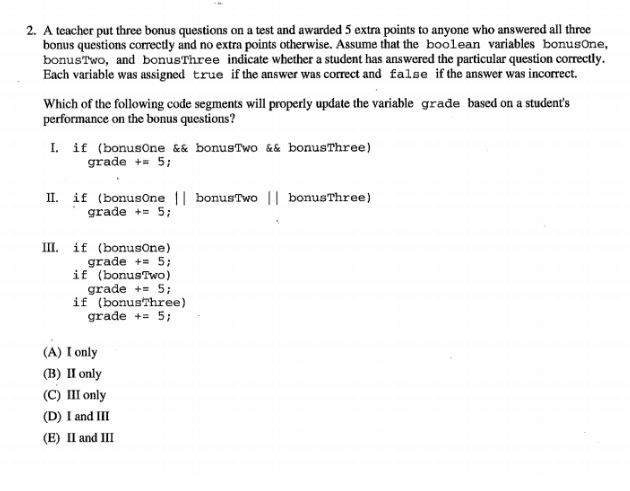 2. A teacher put three bonus questions on a test and awarded 5 extra points to anyone who answered all three
bonus questions correctly and no extra points otherwise. Assume that the boolean variables bonusOne,
bonusTwo, and bonusThree indicate whether a student has answered the particular question correctly.
Each variable was assigned true if the answer was correct and false if the answer was incorrect.
Which of the following code segments will properly update the variable grade based on a student's
performance on the bonus questions?
I. if (bonusOne && bonusTwo && bonusThree)
grade += 5;
II. if (bonusOne || bonusTwo || bonusThree)
grade += 5;
III. if (bonusOne)
grade += 5;
if (bonusTwo)
grade += 5;
if (bonusThree)
grade += 5;
(A) I only
(B) II only
(C) III only
(D) I and III
(E) II and III